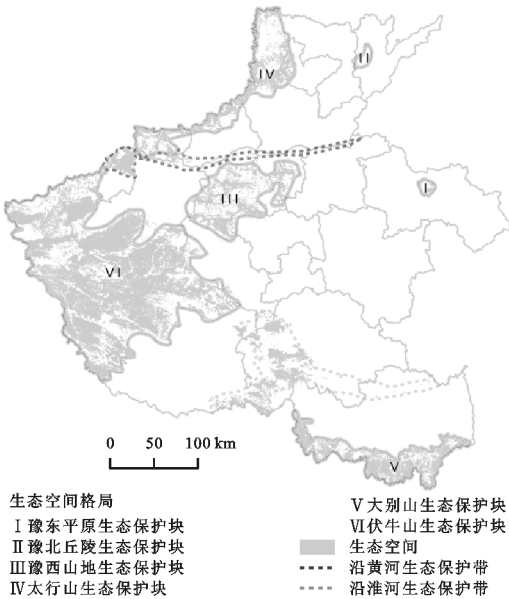 IV
II
I
III
VI
V
0 50 100 km
生态空间格局
I豫东平原生态保护块
II豫北丘陵生态保护块
III豫西山地生态保护块
IV太行山生态保护块
V大别山生态保护块
VI伏牛山生态保护块
生态空间
沿黄河生态保护带
沿淮河生态保护带